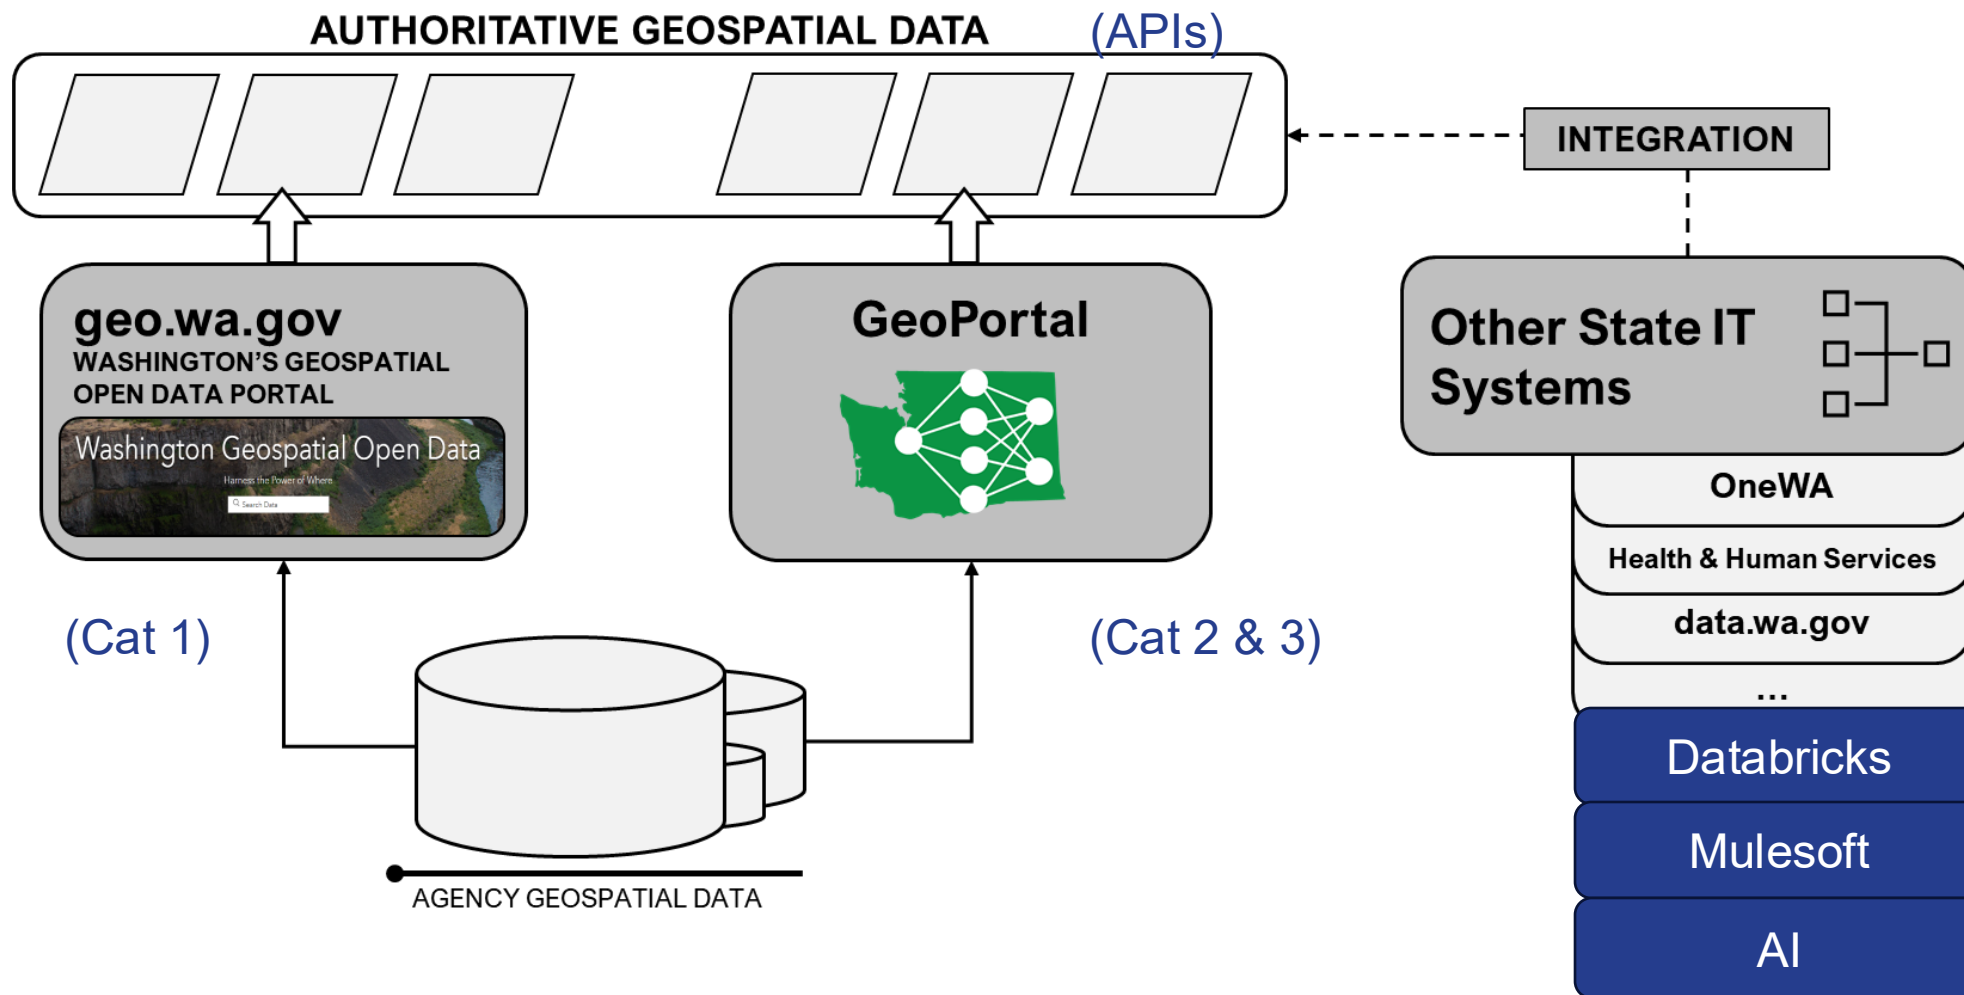 AUTHORITATIVE GEOSPATIAL DATA (APIs)
INTEGRATION
geo.wa.gov
WASHINGTON'S GEOSPATIAL
OPEN DATA PORTAL
Washington Geospatial Open Data
Harness the Power of Where
Search Data
GeoPortal
Other State IT
Systems
OneWA
Health & Human Services
data.wa.gov
...
Databricks
Mulesoft
AI
(Cat 1)
(Cat 2 & 3)
AGENCY GEOSPATIAL DATA